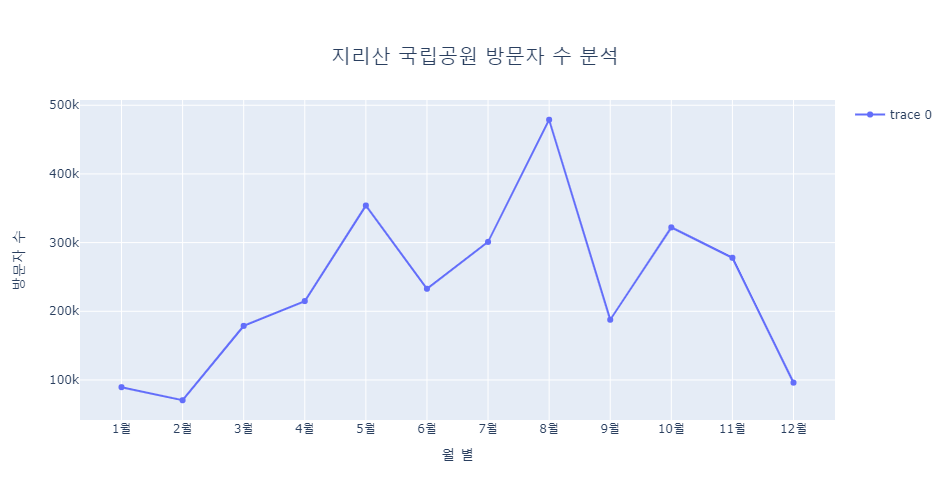 지리산 국립공원 방문자 수 분석
trace 0
500k
400k
300k
200k
100k
방문자 수
1월 2월 3월 4월 5월 6월 7월 8월 9월 10월 11월 12월
월 별